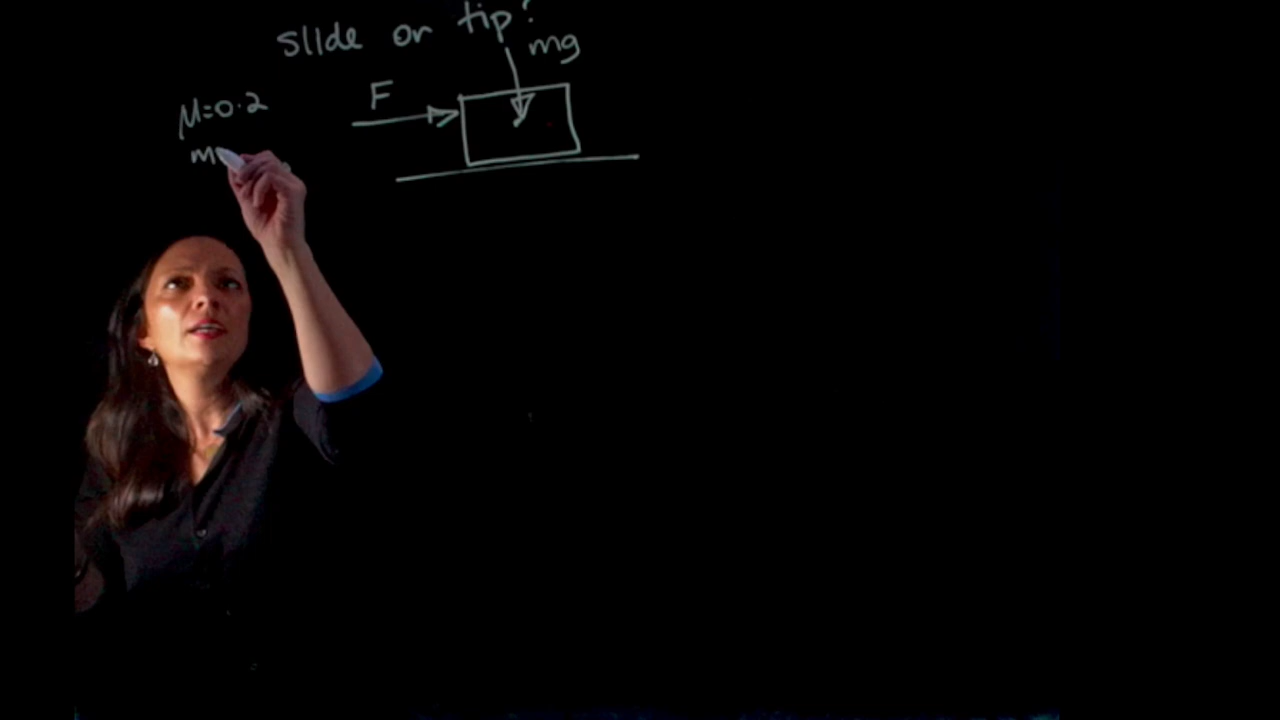 slide or tip?
mg
F
μ=0.2
m